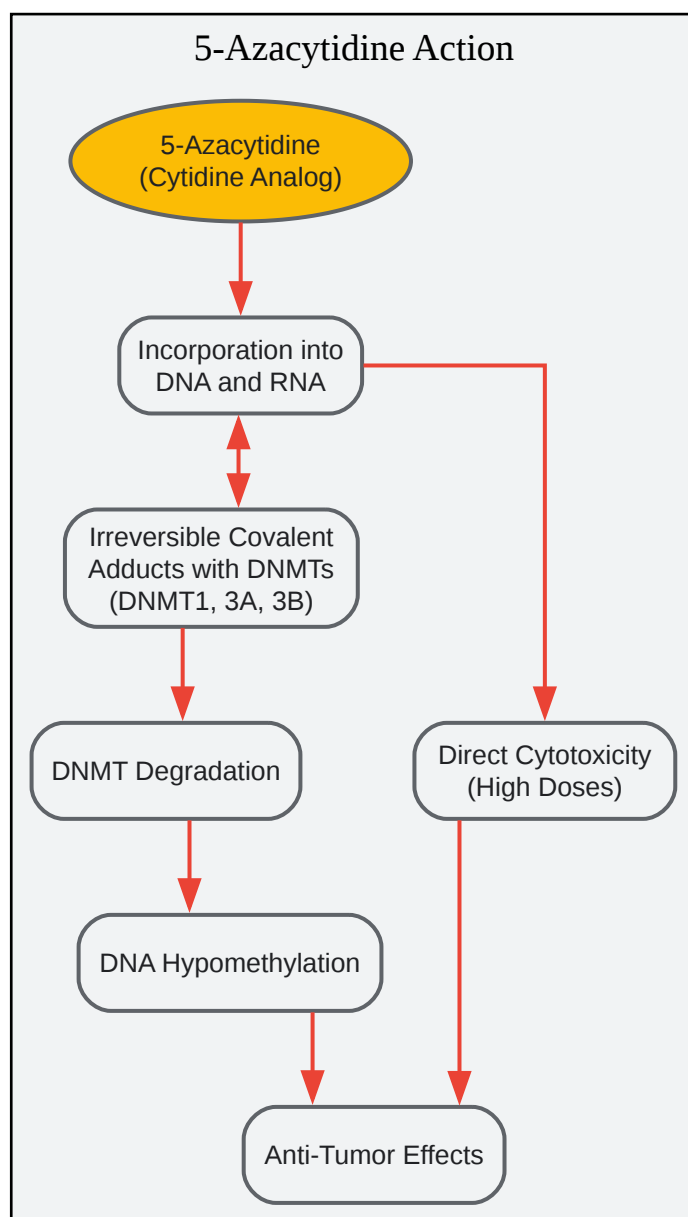 5-Azacytidine Action
5-Azacytidine
(Cytidine Analog)
Incorporation into
DNA and RNA
Irreversible Covalent
Adducts with DNMTs
(DNMT1, 3A, 3B)
DNMT Degradation
Direct Cytotoxicity
(High Doses)
DNA Hypomethylation
Anti-Tumor Effects